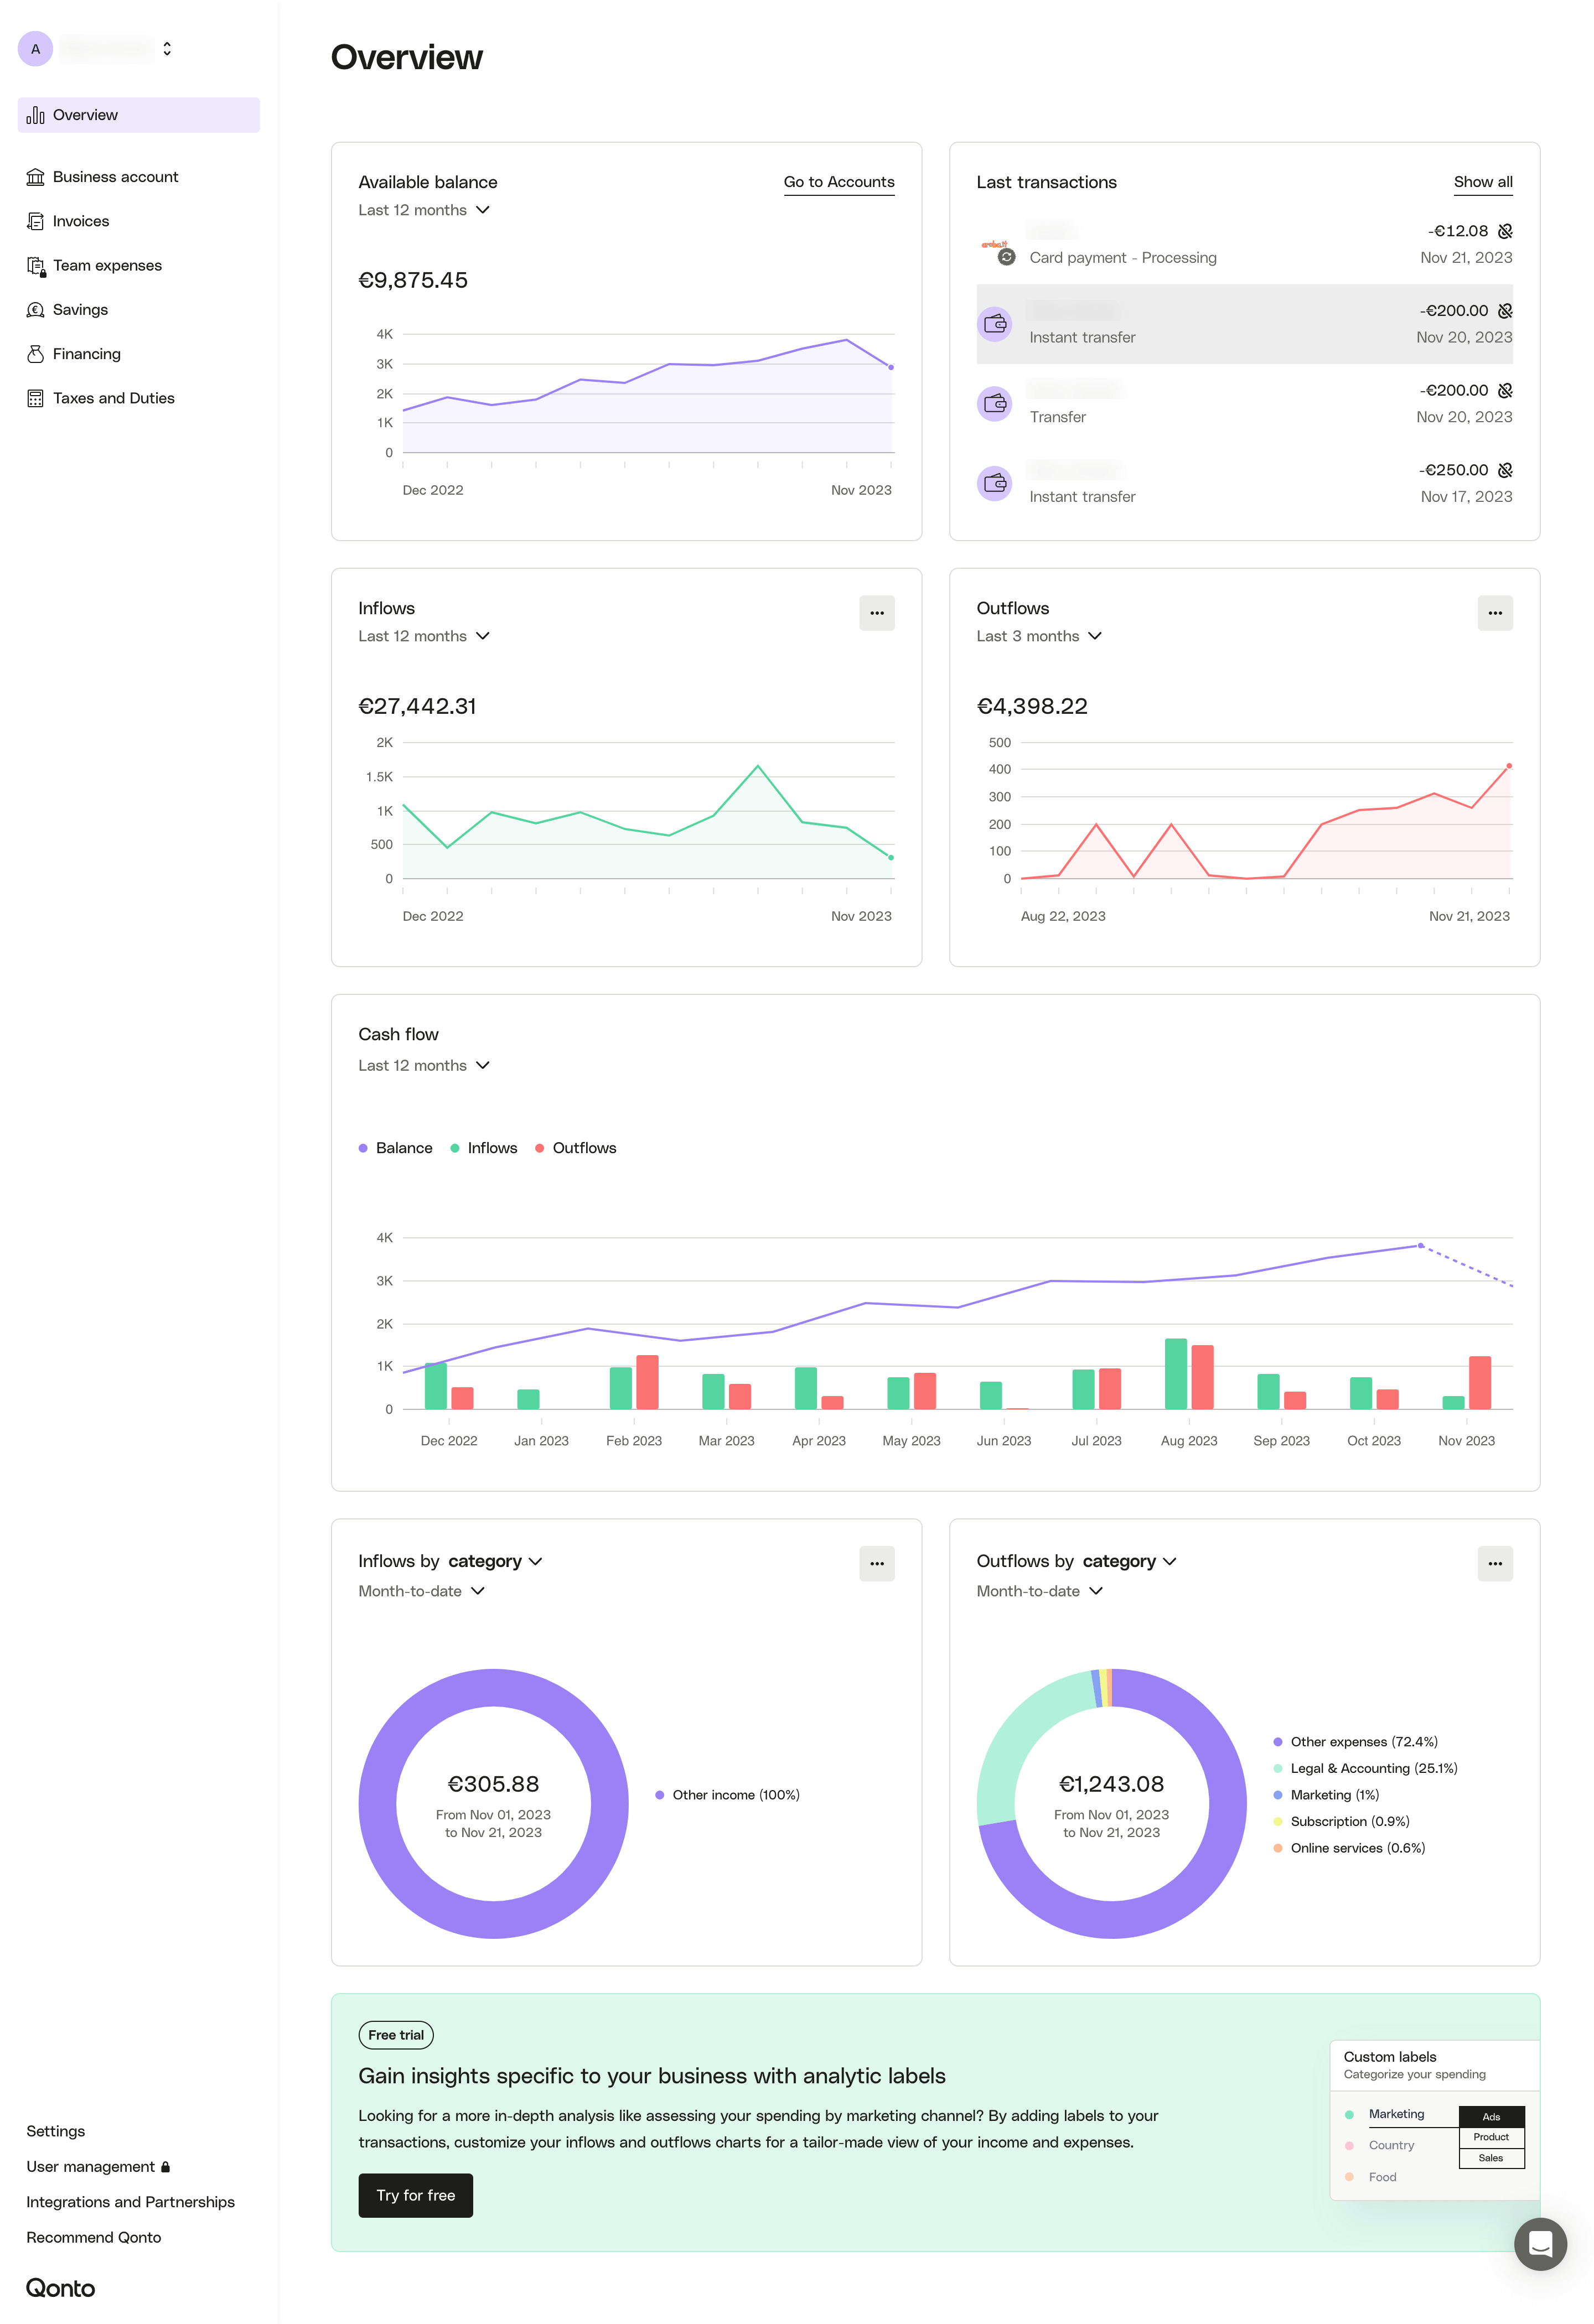 A
Overview
Business account
Invoices
Team expenses
Savings
Financing
Taxes and Duties
Settings
User management
Integrations and Partnerships
Recommend Qonto
Qonto
Overview
Available balance
Go to Accounts
Last 12 months
€9,875.45
4K
3K
2K
1K
0
Dec 2022
Nov 2023
Last transactions
Show all
-€12.08
Card payment - Processing
Nov 21, 2023
-€200.00
Instant transfer
Nov 20, 2023
-€200.00
Transfer
Nov 20, 2023
-€250.00
Instant transfer
Nov 17, 2023
Inflows
Last 12 months
€27,442.31
2K
1.5K
1K
500
0
Dec 2022
Nov 2023
Outflows
Last 3 months
€4,398.22
500
400
300
200
100
0
Aug 22, 2023
Nov 21, 2023
Cash flow
Last 12 months
Balance
Inflows
Outflows
4K
3K
2K
1K
0
Dec 2022
Jan 2023
Feb 2023
Mar 2023
Apr 2023
May 2023
Jun 2023
Jul 2023
Aug 2023
Sep 2023
Oct 2023
Nov 2023
Inflows by category
Month-to-date
€305.88
From Nov 01, 2023
to Nov 21, 2023
Other income (100%)
Outflows by category
Month-to-date
€1,243.08
From Nov 01, 2023
to Nov 21, 2023
Other expenses (72.4%)
Legal & Accounting (25.1%)
Marketing (1%)
Subscription (0.9%)
Online services (0.6%)
Free trial
Gain insights specific to your business with analytic labels
Looking for a more in-depth analysis like assessing your spending by marketing channel? By adding labels to your
transactions, customize your inflows and outflows charts for a tailor-made view of your income and expenses.
Try for free
Custom labels
Categorize your spending
Marketing
Country
Food
Ads
Product
Sales